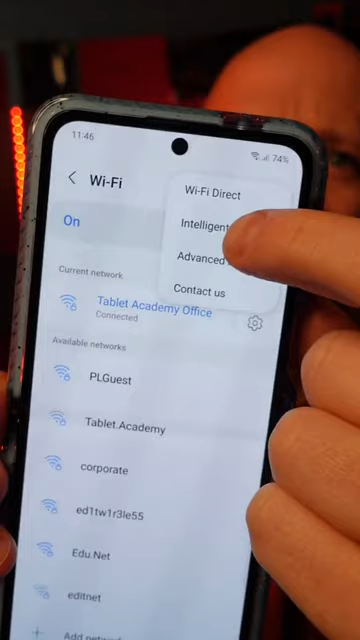 11:46
74%
Wi-Fi
Wi-Fi Direct
On
Intelligent
Advanced
Contact us
Current network
Tablet Academy Office
Connected
Available networks
PLGuest
Tablet.Academy
corporate
ed1tw1r3le55
Edu.Net
editnet
Add network